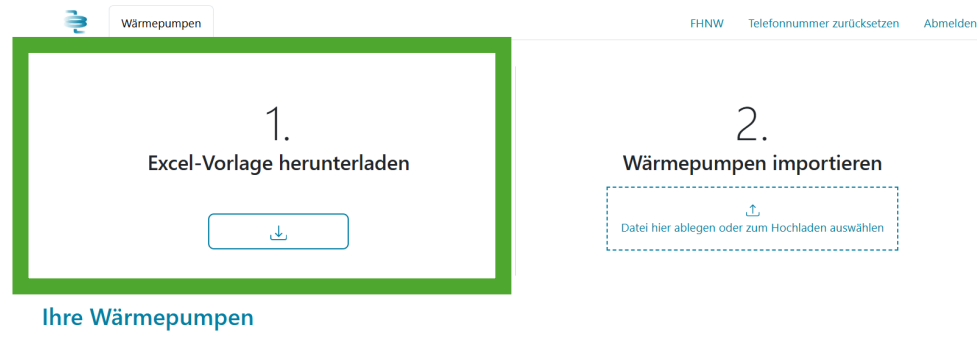 Wärmepumpen
FHNW Telefonnummer zurücksetzen Abmelden
1.
Excel-Vorlage herunterladen
2.
Wärmepumpen importieren
Datei hier ablegen oder zum Hochladen auswählen
Ihre Wärmepumpen